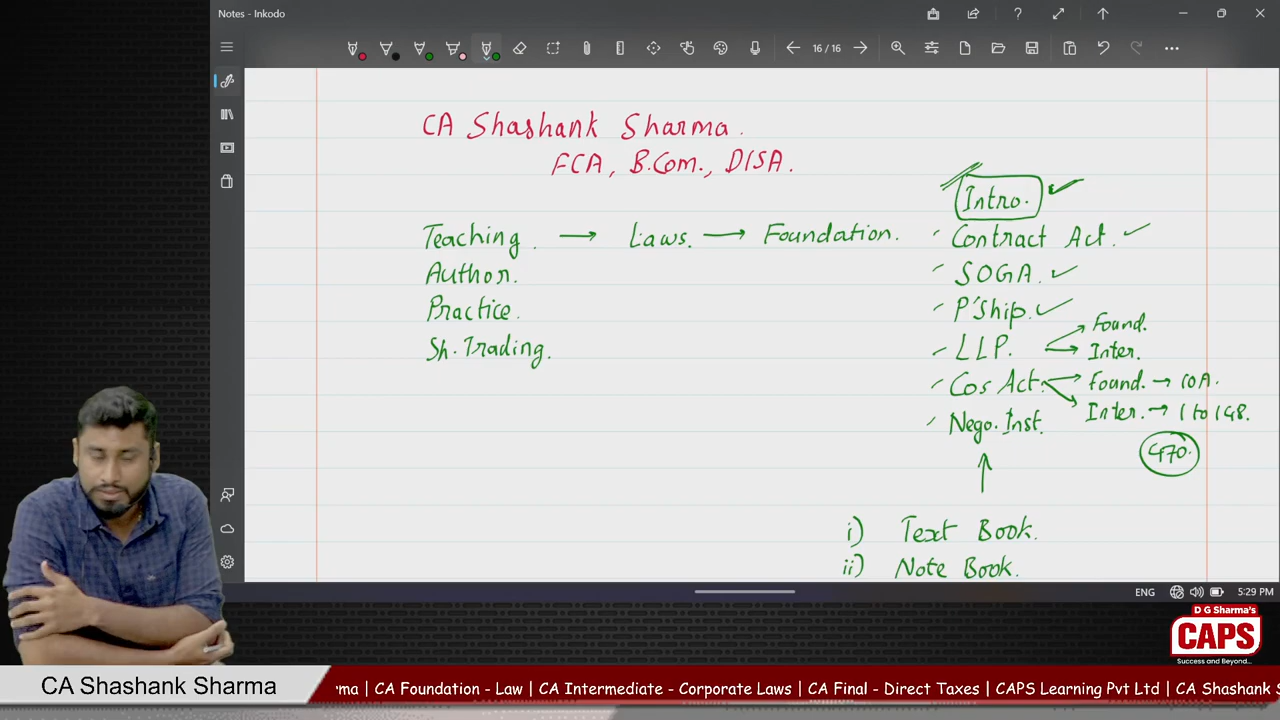 Notes - Inkodo
16 / 16
CA Shashank Sharma.
FCA, B.Com., DISA.
Intro.
Teaching. → Laws. → Foundation.
Contract Act.
Author.
SOGA
Practice.
P'Ship.
Sh. Trading.
LLP.
Found.
Inter.
Cos Act.
Found. → COA.
Inter. → 1 to 148.
Nego. Inst.
470.
i) Text Book.
ii) Note Book.
ENG
5:29 PM
D G Sharma's
CAPS
Success and Beyond...
CA Shashank Sharma
rma | CA Foundation - Law | CA Intermediate - Corporate Laws | CA Final - Direct Taxes | CAPS Learning Pvt Ltd | CA Shashank S